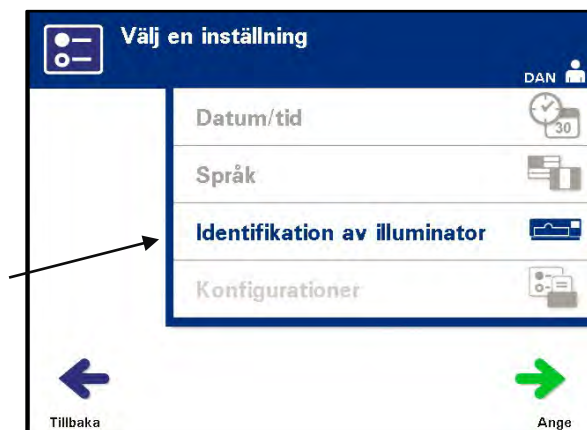 Välj en inställning
DAN
Datum/tid
30
Språk
Identifikation av illuminator
Konfigurationer
Tillbaka
Ange